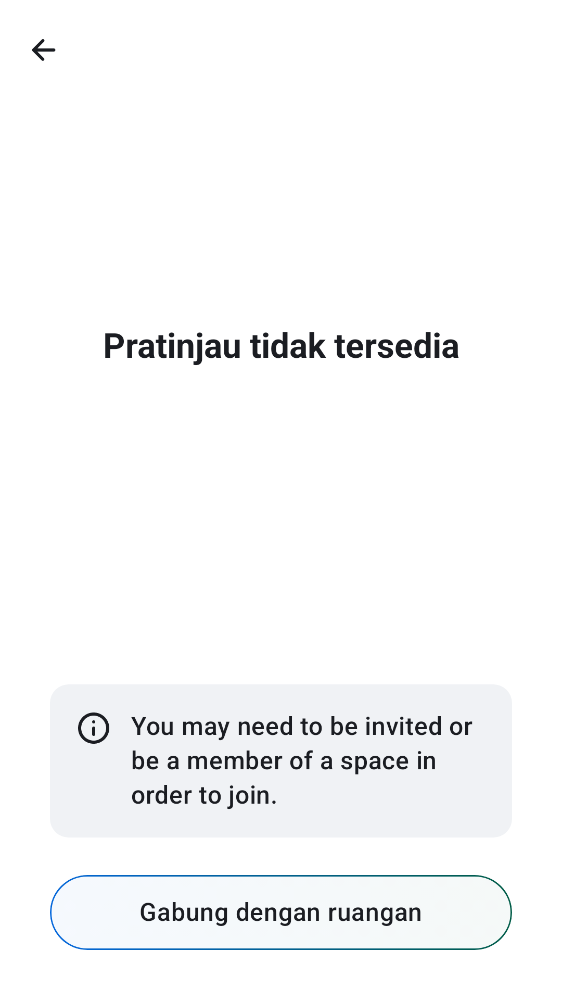 Pratinjau tidak tersedia
You may need to be invited or
be a member of a space in
order to join.
Gabung dengan ruangan